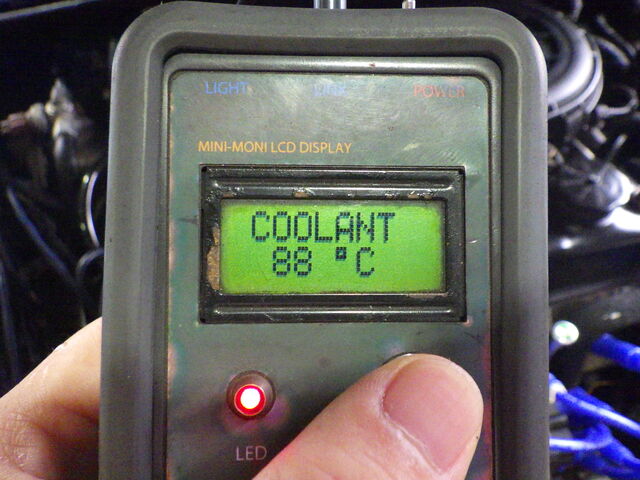 LIGHT
POWER
MINI-MONI LCD DISPLAY
COOLANT
88 °C
LED